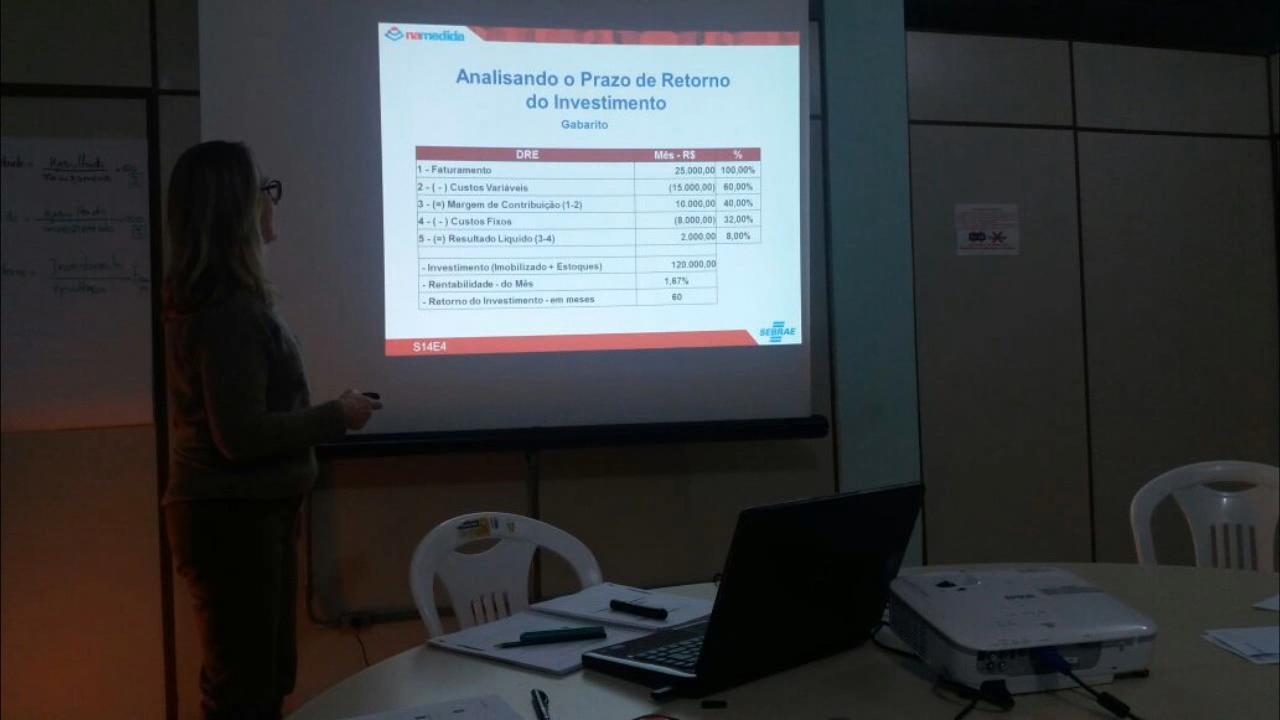 namedida
Analisando o Prazo de Retorno
do Investimento
Gabarito
DRE Mês - R$ %
1 - Faturamento 25.000,00 100,00%
2 - ( - ) Custos Variáveis (15.000,00) 60,00%
3 - (=) Margem de Contribuição (1-2) 10.000,00 40,00%
4 - ( - ) Custos Fixos (8.000,00) 32,00%
5 - (=) Resultado Líquido (3-4) 2.000,00 8,00%
- Investimento (Imobilizado + Estoques) 120.000,00
- Rentabilidade - do Mês 1,67%
- Retorno do Investimento - em meses 60
S14E4
SEBRAE
Resultado
Investimento
EPSON